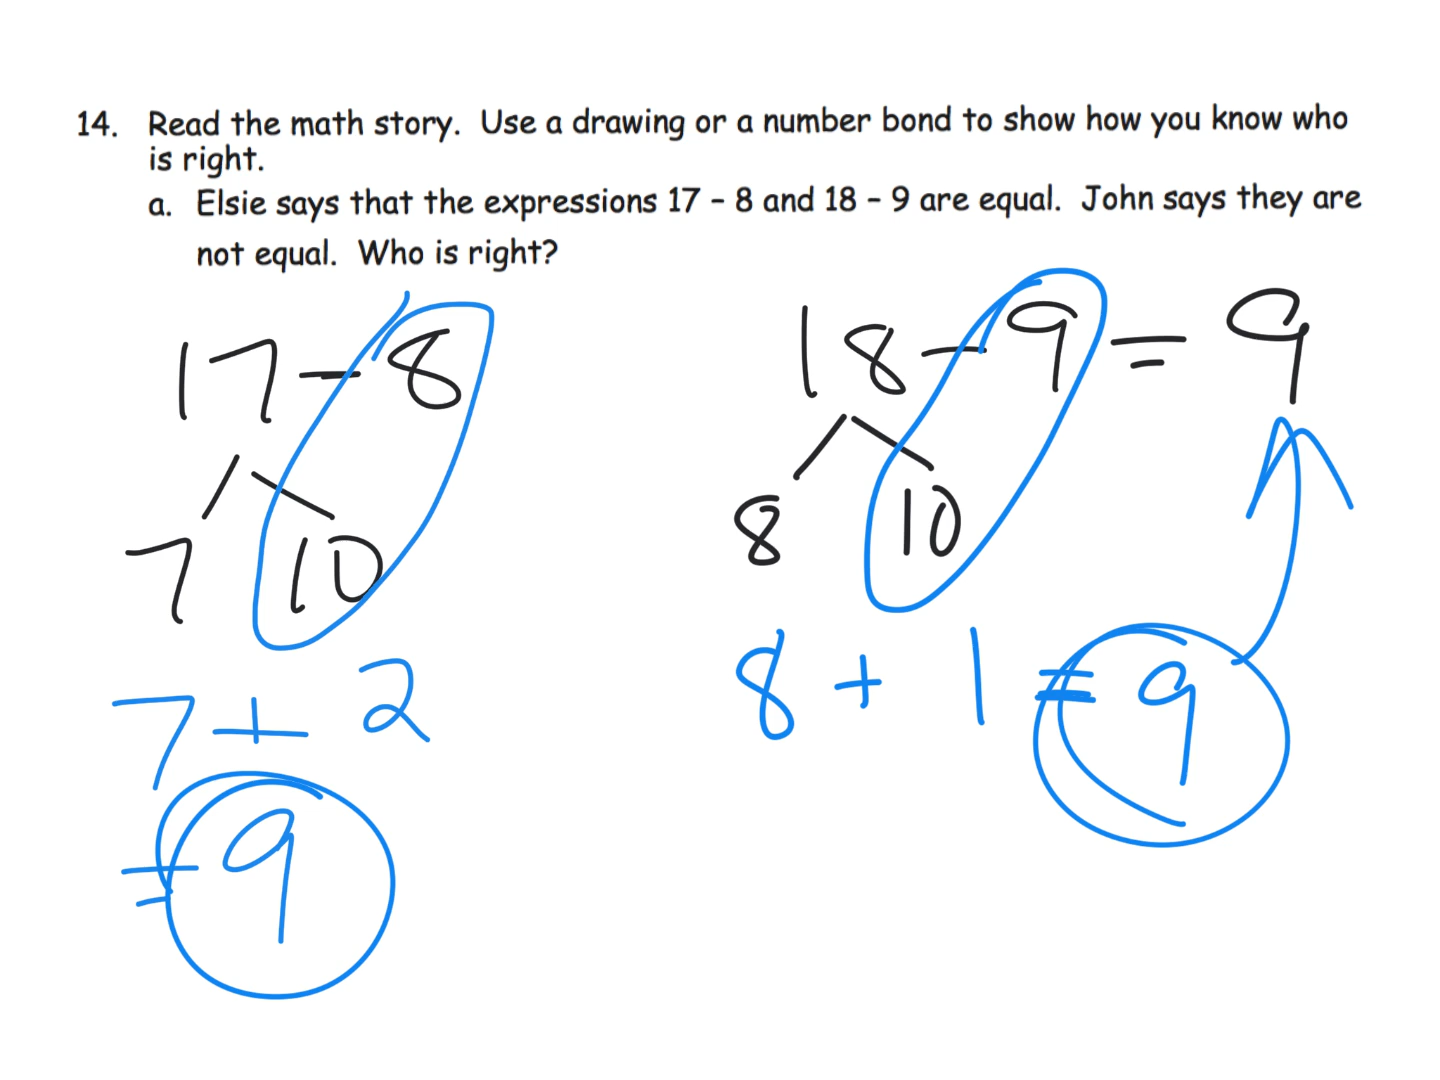 14. Read the math story. Use a drawing or a number bond to show how you know who
is right.
a. Elsie says that the expressions 17 - 8 and 18 - 9 are equal. John says they are
not equal. Who is right?
17 - 8
7 10
7 + 2
= 9
18 - 9 = 9
8 10
8 + 1 = 9